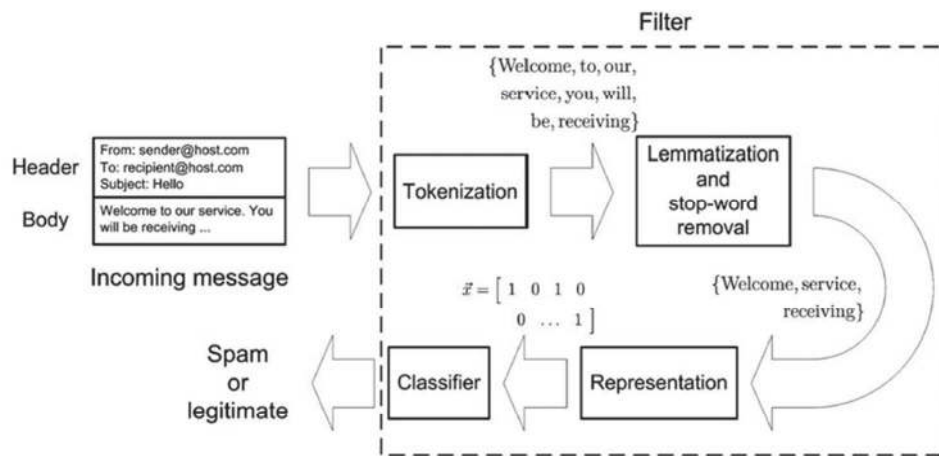 Filter
{Welcome, to, our,
service, you, will,
be, receiving}
Header
From: sender@host.com
To: recipient@host.com
Subject: Hello
Body
Welcome to our service. You
will be receiving ...
Incoming message
Tokenization
Lemmatization
and
stop-word
removal
{Welcome, service,
receiving}
Representation
x⃗ = [ 1 0 1 0
0 ... 1 ]
Classifier
Spam
or
legitimate